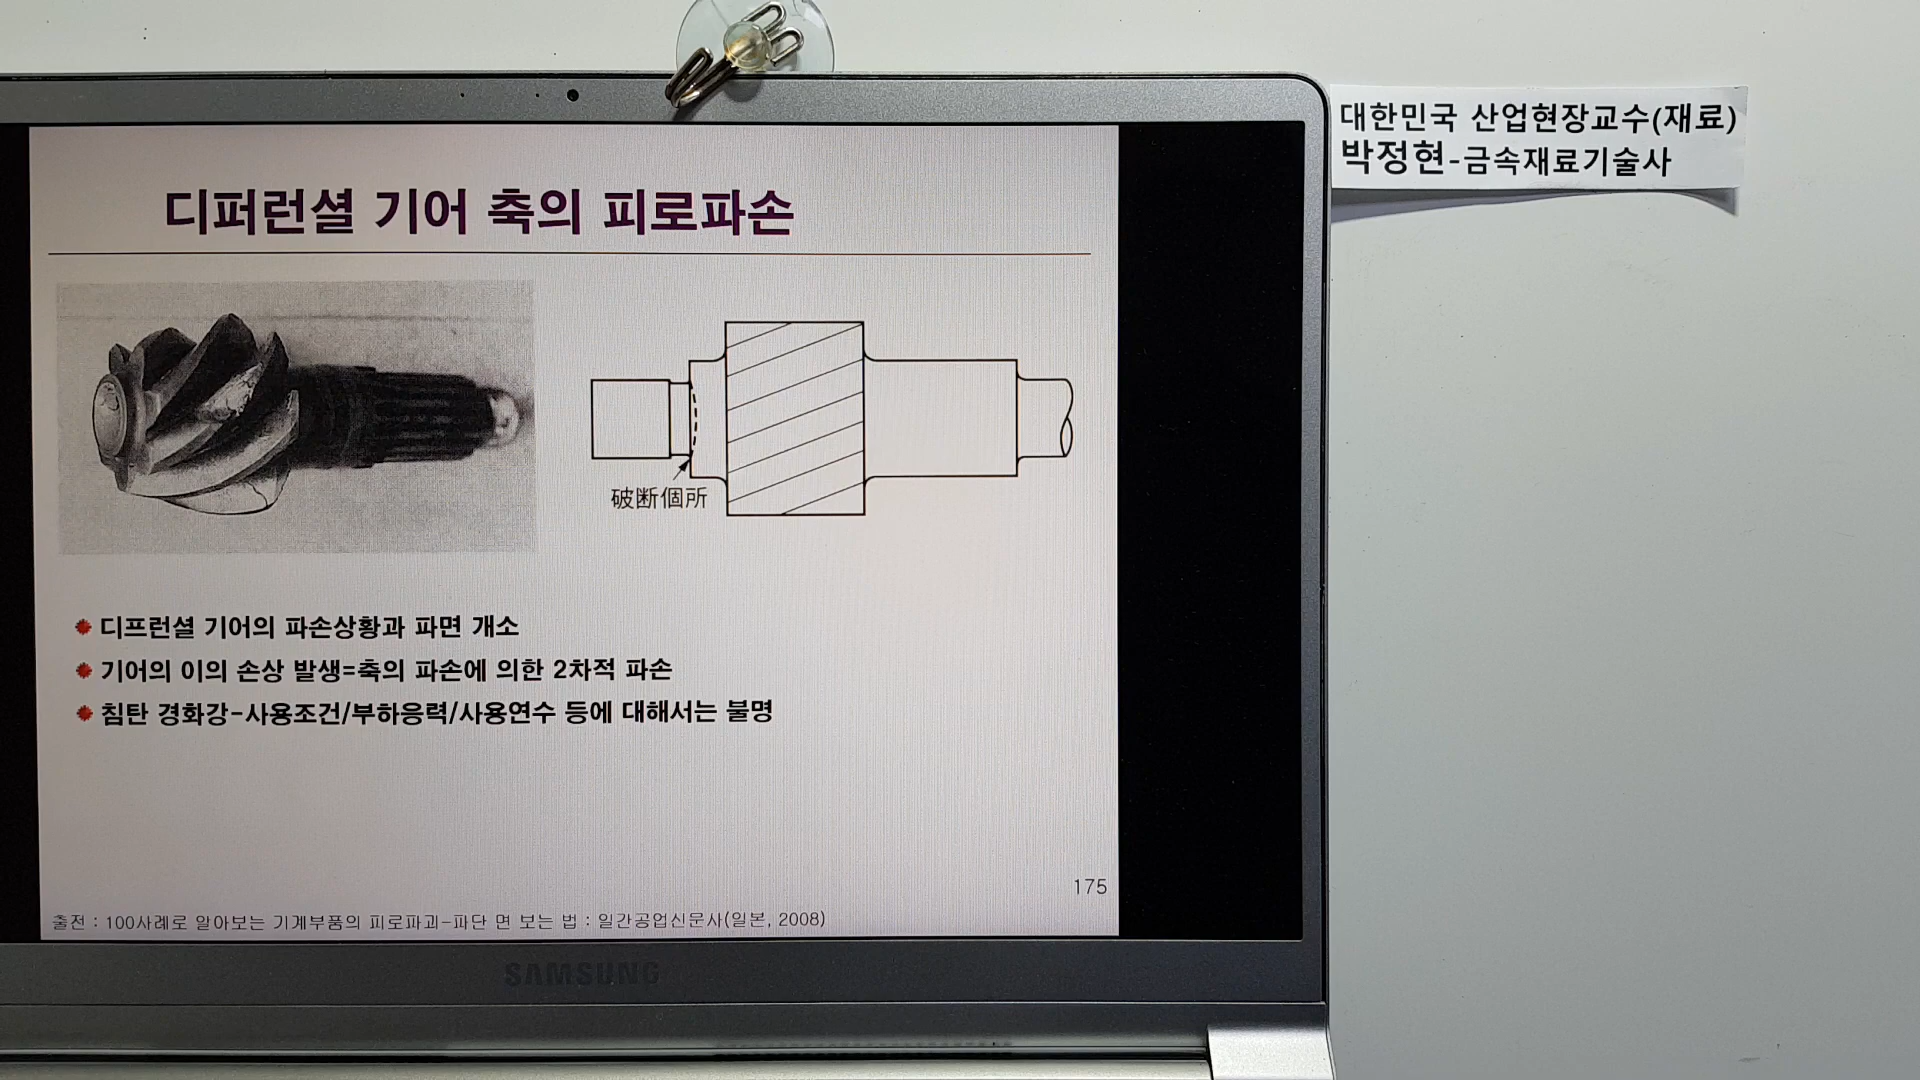 대한민국 산업현장교수(재료)
박정현-금속재료기술사
디퍼런셜 기어 축의 피로파손
破断個所
디프런셜 기어의 파손상황과 파면 개소
기어의 이의 손상 발생=축의 파손에 의한 2차적 파손
침탄 경화강-사용조건/부하응력/사용연수 등에 대해서는 불명
175
출전 : 100사례로 알아보는 기계부품의 피로파괴-파단 면 보는 법 : 일간공업신문사(일본, 2008)
SAMSUNG